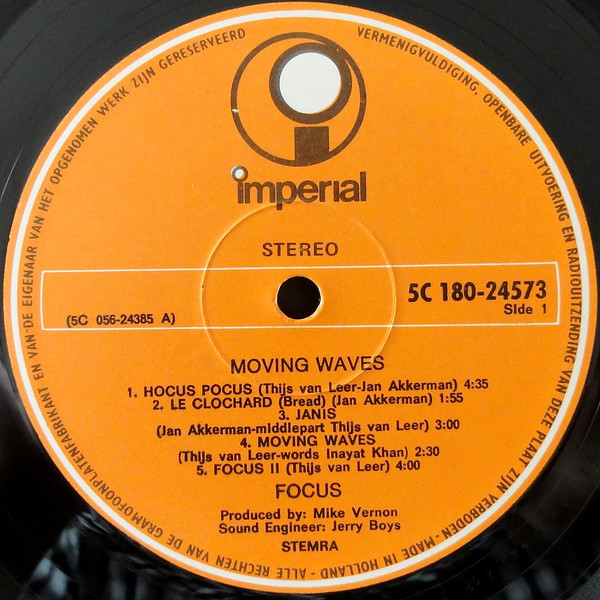 imperial
STEREO
5C 180-24573
(5C 056-24385 A)
SIde 1
MOVING WAVES
1. HOCUS POCUS (Thijs van Leer-Jan Akkerman) 4:35
2. LE CLOCHARD (Bread) (Jan Akkerman) 1:55
3. JANIS
(Jan Akkerman-middlepart Thijs van Leer) 3:00
4. MOVING WAVES
(Thijs van Leer-words Inayat Khan) 2:30
5. FOCUS II (Thijs van Leer) 4:00
FOCUS
Produced by: Mike Vernon
Sound Engineer: Jerry Boys
STEMRA
ALLE RECHTEN VAN DE GRAMOFOONPLATENFABRIKANT EN VAN DE EIGENAAR VAN HET OPGENOMEN WERK ZIJN GERESERVEERD
VERMENIGVULDIGING, OPENBARE UITVOERING EN RADIOUITZENDING VAN DEZE PLAAT ZIJN VERBODEN - MADE IN HOLLAND -